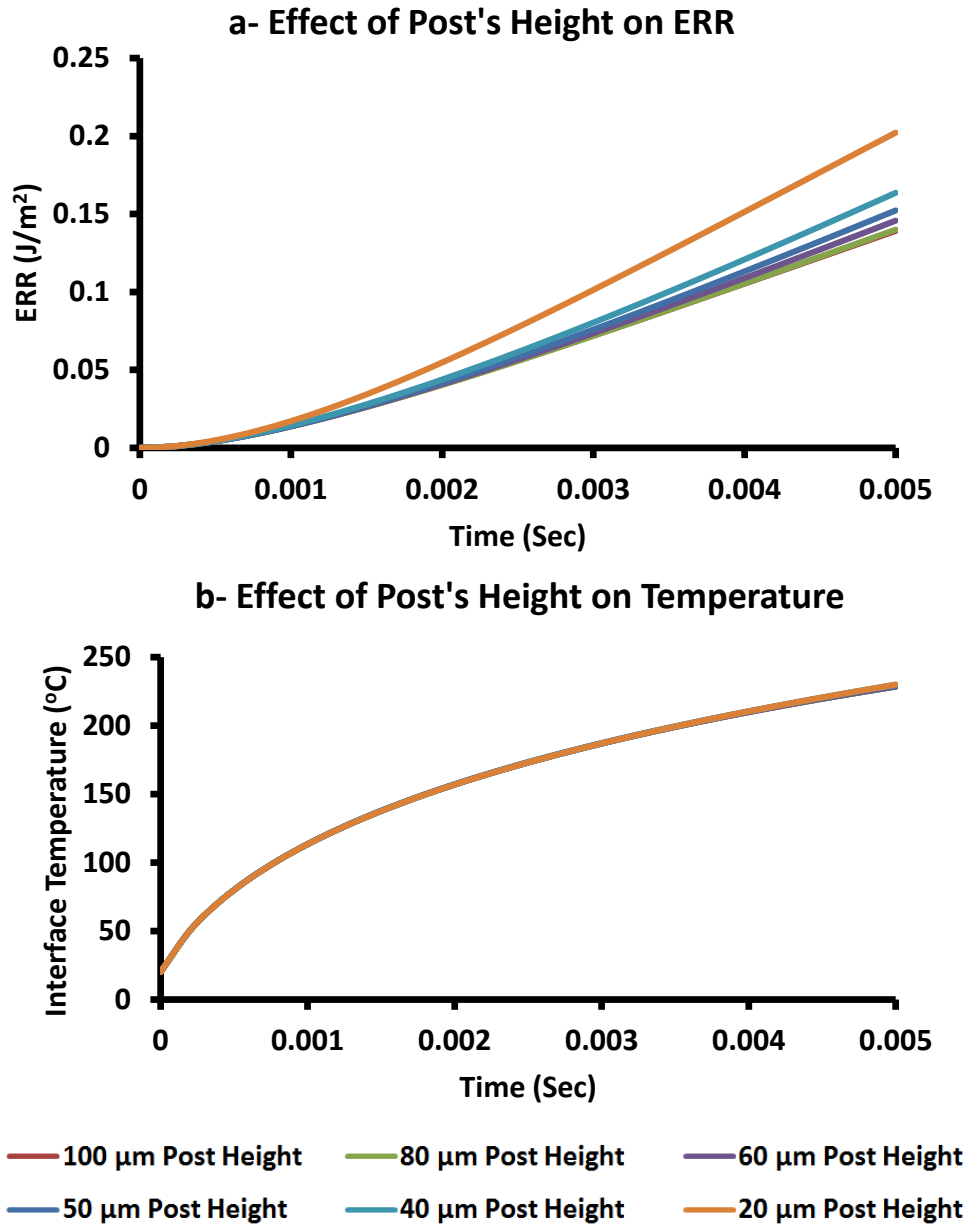 a- Effect of Post's Height on ERR
0.25
0.2
0.15
0.1
0.05
0
ERR (J/m²)
0 0.001 0.002 0.003 0.004 0.005
Time (Sec)
b- Effect of Post's Height on Temperature
250
200
150
100
50
0
Interface Temperature (°C)
0 0.001 0.002 0.003 0.004 0.005
Time (Sec)
100 μm Post Height 80 μm Post Height 60 μm Post Height
50 μm Post Height 40 μm Post Height 20 μm Post Height